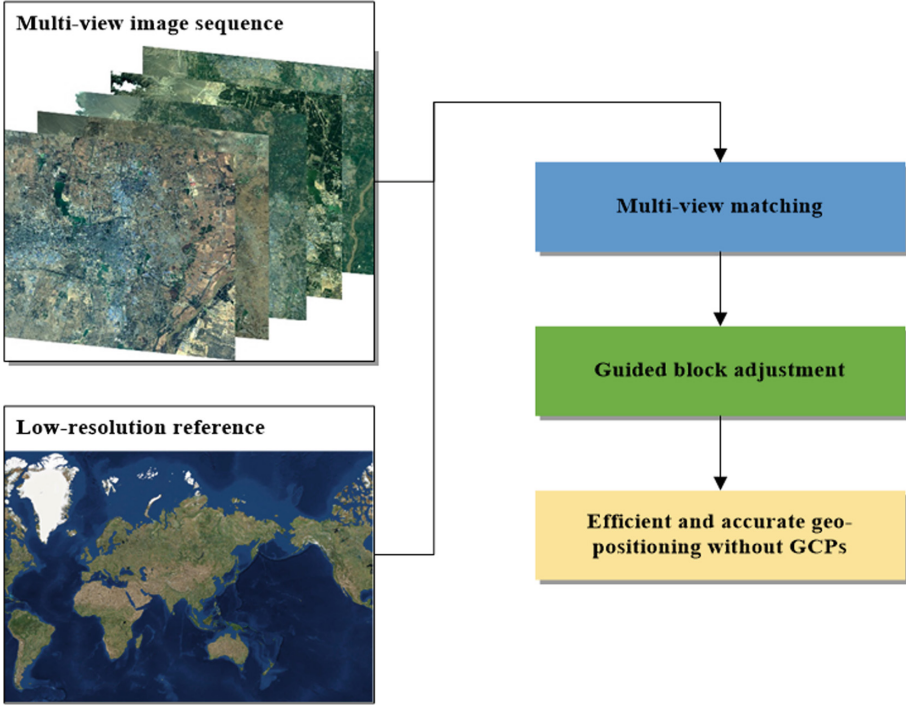 Multi-view image sequence
Low-resolution reference
Multi-view matching
Guided block adjustment
Efficient and accurate geo-
positioning without GCPs